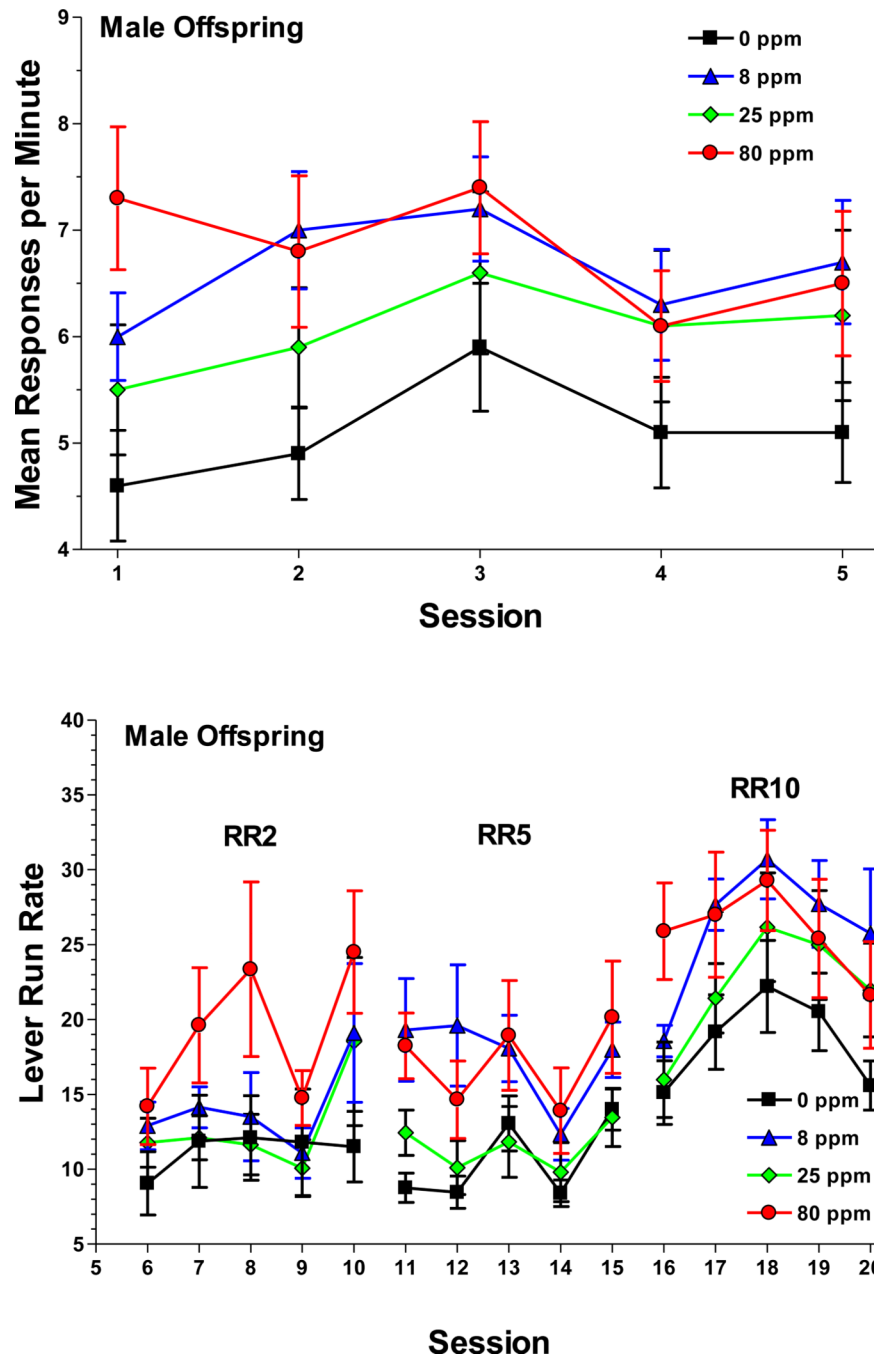 Male Offspring
0 ppm
8 ppm
25 ppm
80 ppm
9
8
7
6
5
4
Mean Responses per Minute
1 2 3 4 5
Session
Male Offspring
RR2
RR5
RR10
40
35
30
25
20
15
10
5
Lever Run Rate
0 ppm
8 ppm
25 ppm
80 ppm
5 6 7 8 9 10 11 12 13 14 15 16 17 18 19 20
Session